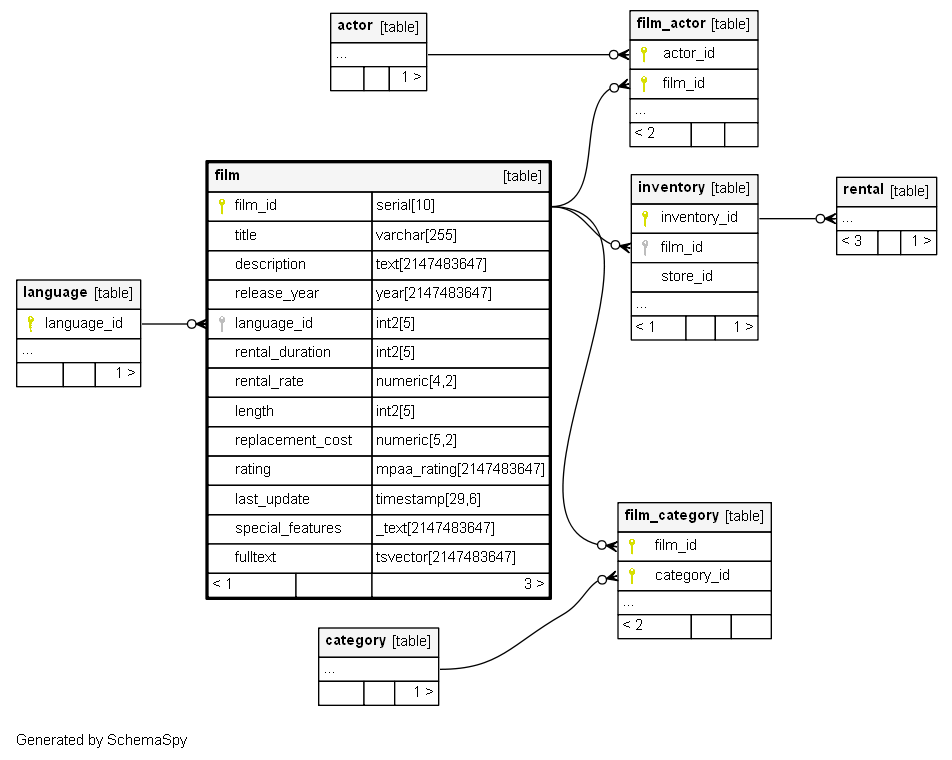 actor [table]
...
1 >
film_actor [table]
actor_id
film_id
...
< 2
film [table]
film_id serial[10]
title varchar[255]
description text[2147483647]
release_year year[2147483647]
language_id int2[5]
rental_duration int2[5]
rental_rate numeric[4,2]
length int2[5]
replacement_cost numeric[5,2]
rating mpaa_rating[2147483647]
last_update timestamp[29,6]
special_features _text[2147483647]
fulltext tsvector[2147483647]
< 1 3 >
inventory [table]
inventory_id
film_id
store_id
...
< 1 1 >
rental [table]
...
< 3 1 >
language [table]
language_id
...
1 >
film_category [table]
film_id
category_id
...
< 2
category [table]
...
1 >
Generated by SchemaSpy